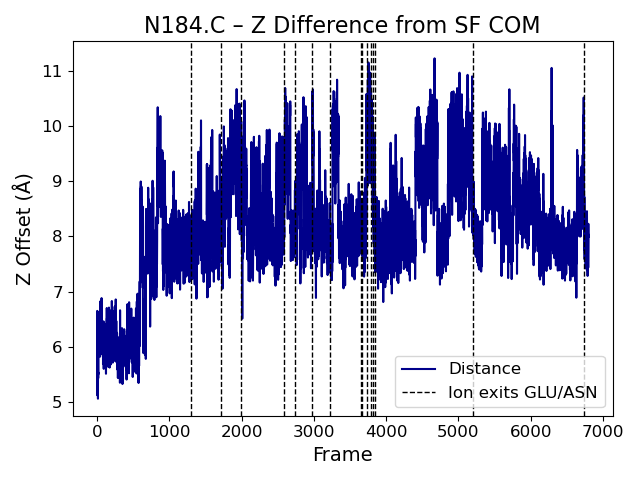 N184.C – Z Difference from SF COM
Z Offset (Å)
11
10
9
8
7
6
5
Distance
Ion exits GLU/ASN
0 1000 2000 3000 4000 5000 6000 7000
Frame